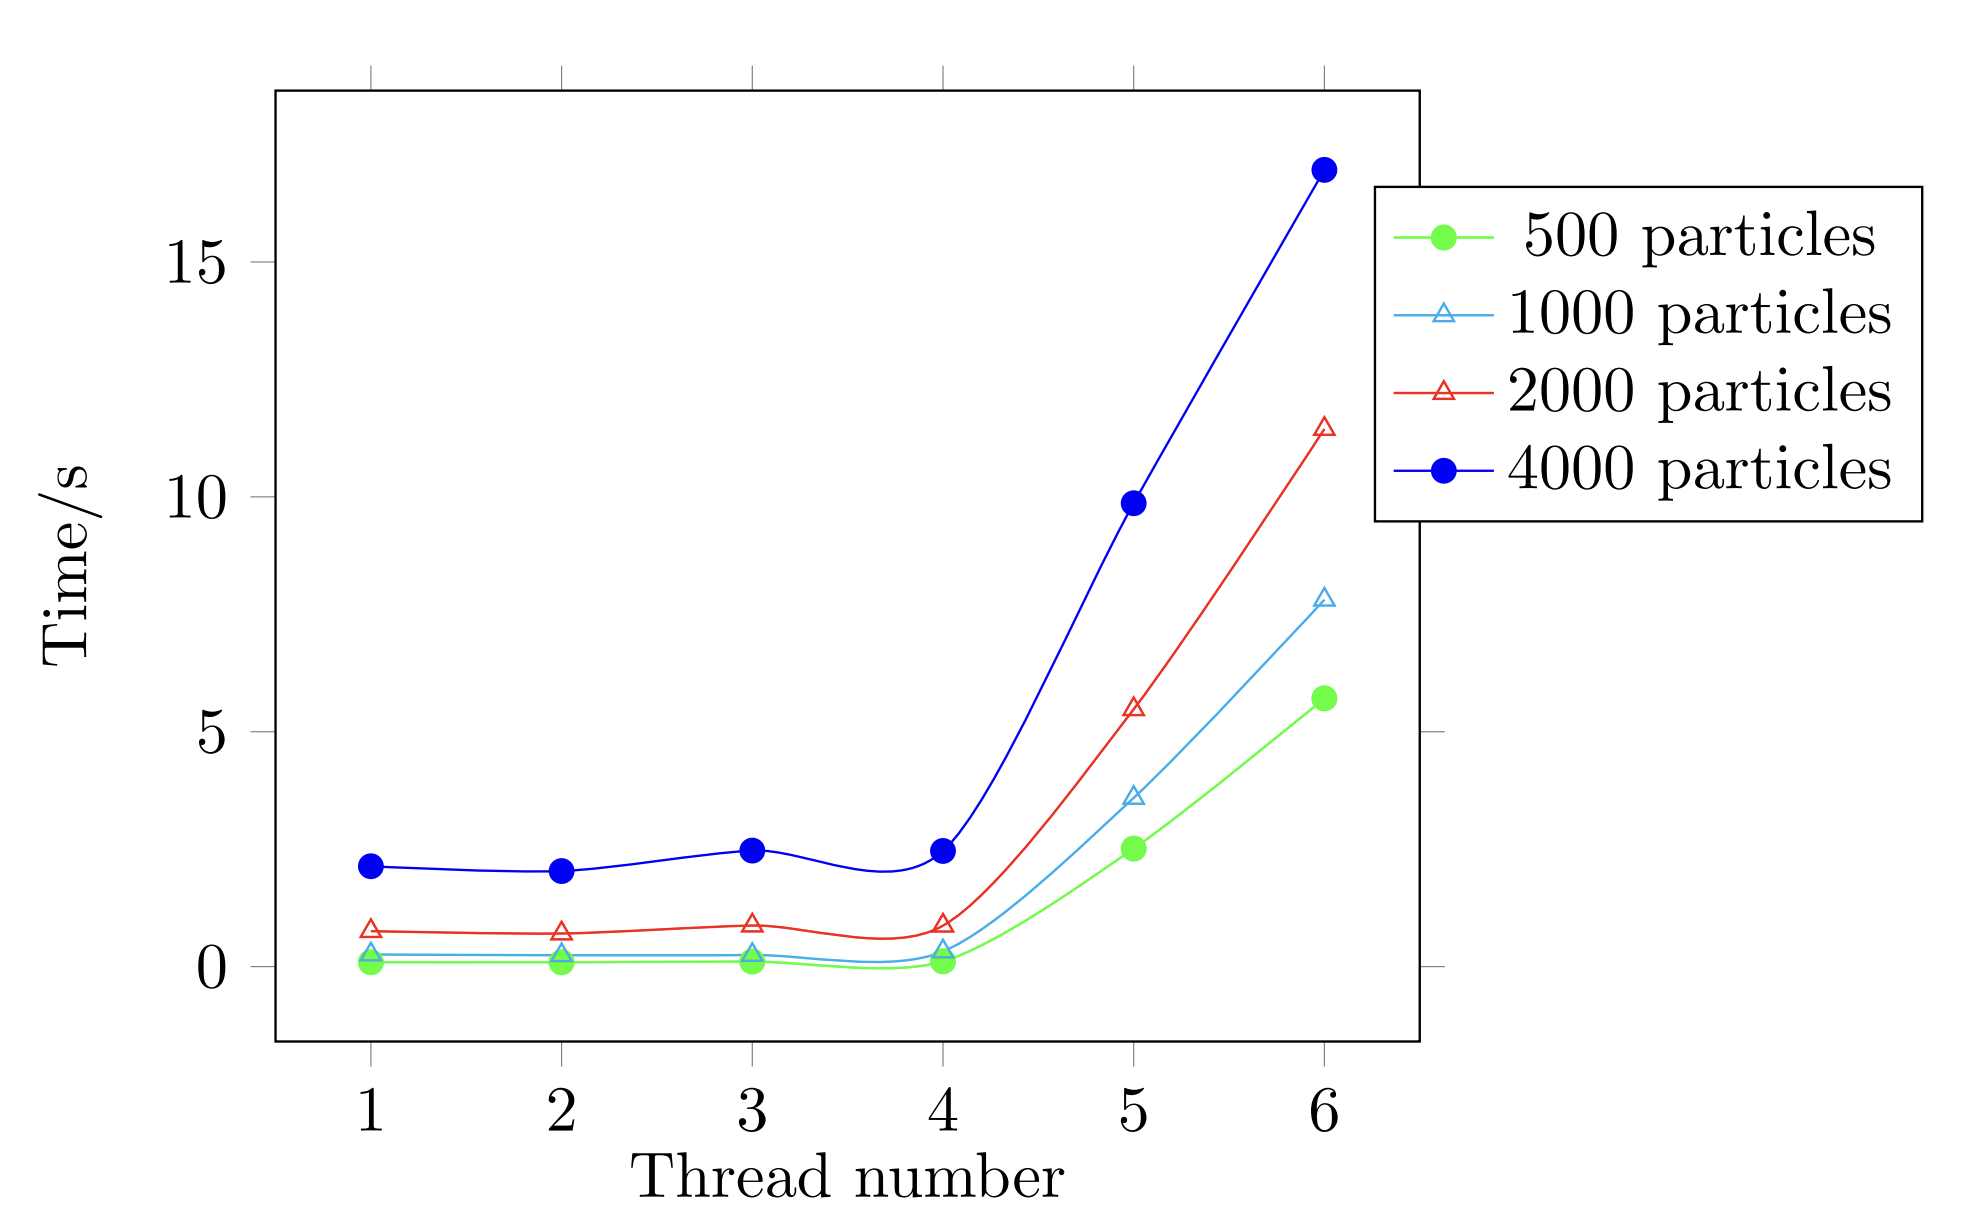 15
10
5
0
Time/s
1 2 3 4 5 6
Thread number
500 particles
1000 particles
2000 particles
4000 particles